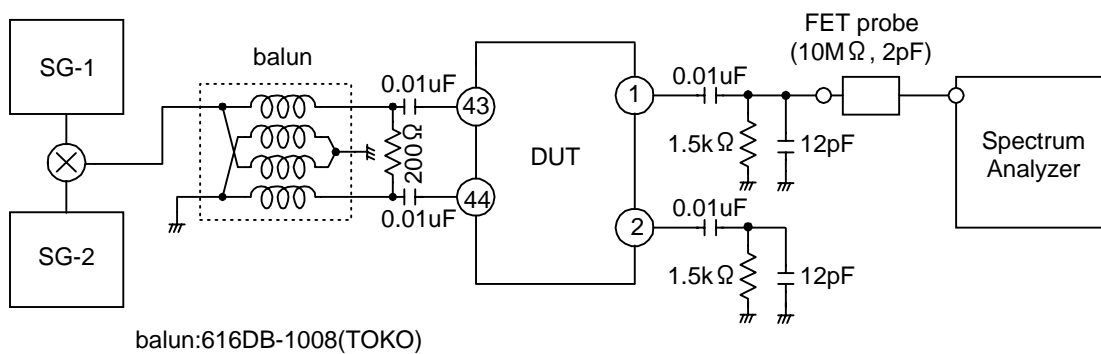 SG-1
SG-2
balun
0.01uF
200Ω
0.01uF
43
44
DUT
1
2
0.01uF
1.5kΩ
12pF
0.01uF
1.5kΩ
12pF
FET probe
(10MΩ, 2pF)
Spectrum
Analyzer
balun:616DB-1008(TOKO)